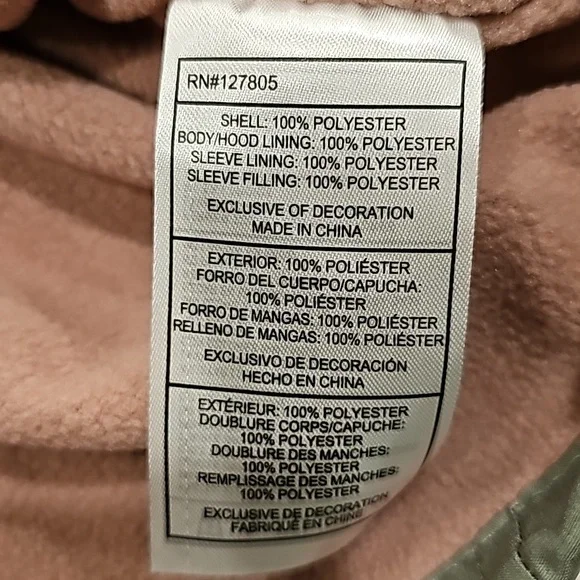 RN#127805
SHELL: 100% POLYESTER
BODY/HOOD LINING: 100% POLYESTER
SLEEVE LINING: 100% POLYESTER
SLEEVE FILLING: 100% POLYESTER
EXCLUSIVE OF DECORATION
MADE IN CHINA
EXTERIOR: 100% POLIÉSTER
FORRO DEL CUERPO/CAPUCHA:
100% POLIÉSTER
FORRO DE MANGAS: 100% POLIÉSTER
RELLENO DE MANGAS: 100% POLIÉSTER
EXCLUSIVO DE DECORACIÓN
HECHO EN CHINA
EXTÉRIEUR: 100% POLYESTER
DOUBLURE CORPS/CAPUCHE:
100% POLYESTER
DOUBLURE DES MANCHES:
100% POLYESTER
REMPLISSAGE DES MANCHES:
100% POLYESTER
EXCLUSIVE DE DECORATION
FABRIQUÉ EN CHINE